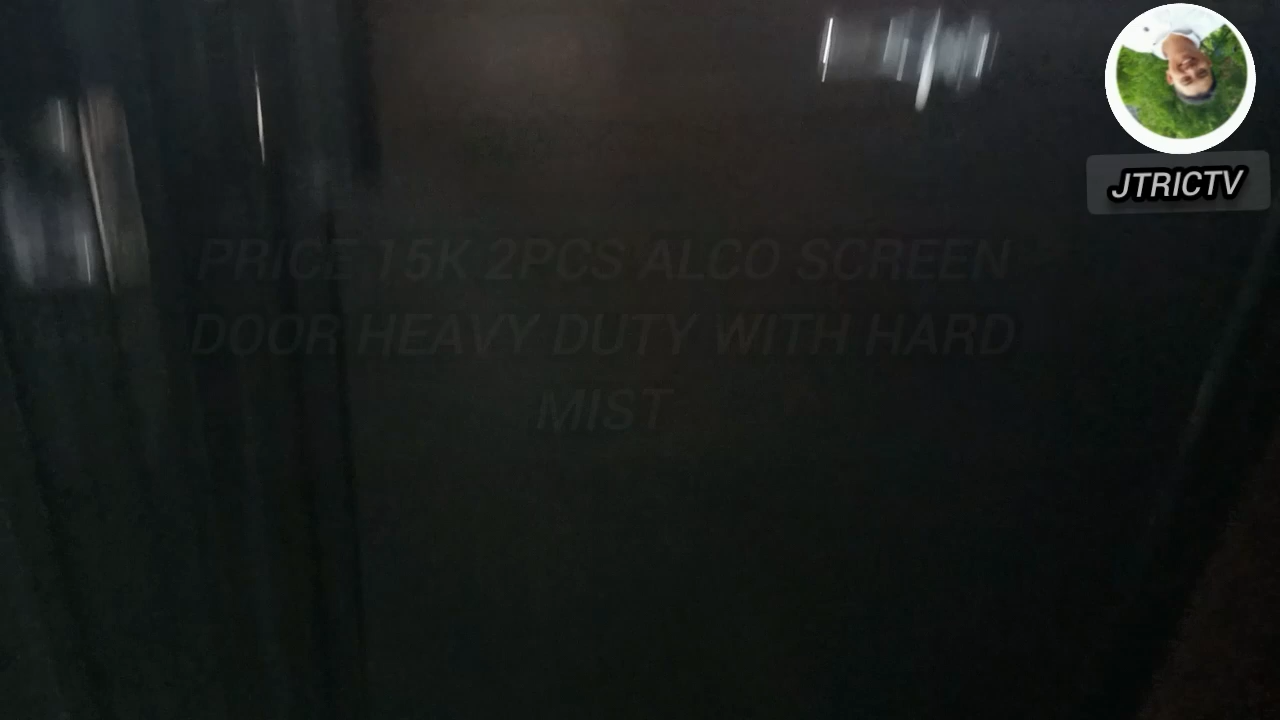 JTRICTV
PRICE 15K 2PCS ALCO SCREEN
DOOR HEAVY DUTY WITH HARD
MIST